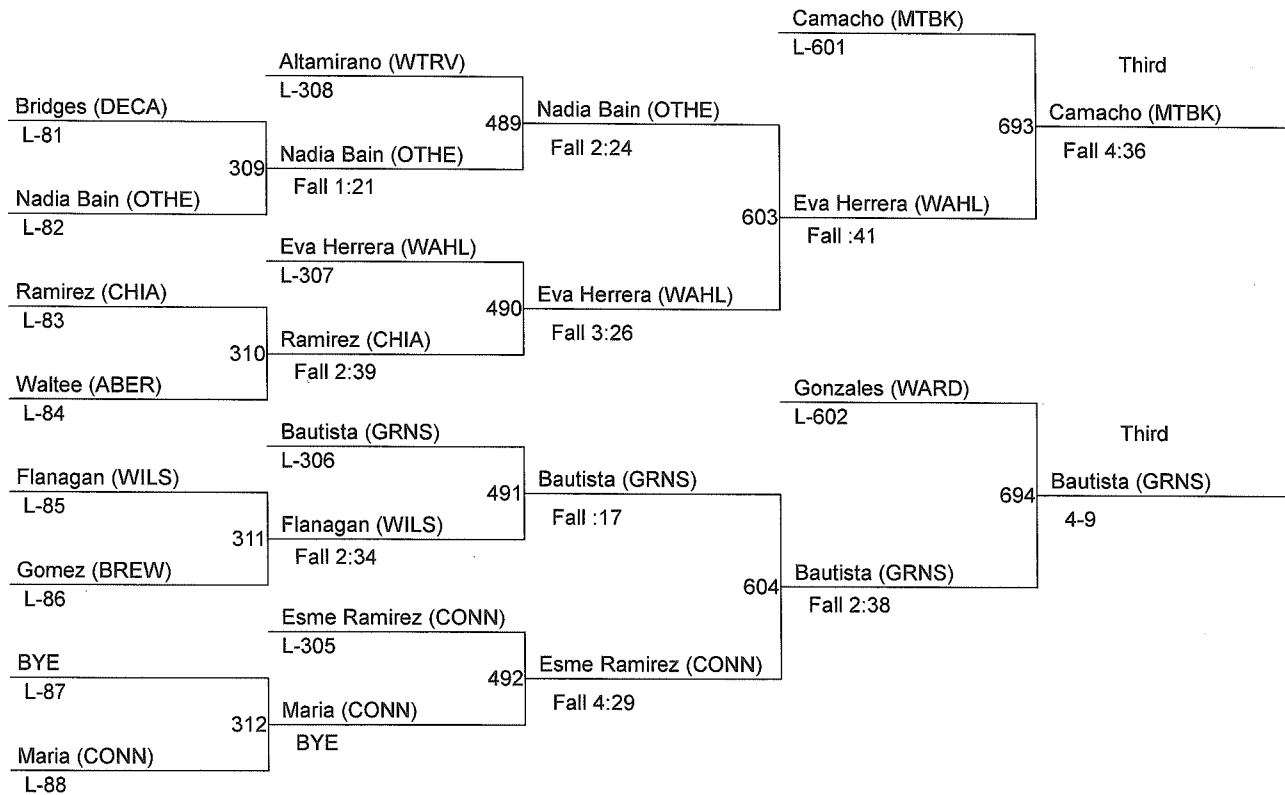 Camacho (MTBK)
L-601
Altamirano (WTRV)
L-308
Third
Bridges (DECA)
L-81
489
Nadia Bain (OTHE)
Fall 2:24
693
Camacho (MTBK)
Fall 4:36
309
Nadia Bain (OTHE)
Fall 1:21
Nadia Bain (OTHE)
L-82
603
Eva Herrera (WAHL)
Fall :41
Eva Herrera (WAHL)
L-307
Ramirez (CHIA)
L-83
490
Eva Herrera (WAHL)
Fall 3:26
310
Ramirez (CHIA)
Fall 2:39
Waltee (ABER)
L-84
Gonzales (WARD)
L-602
Bautista (GRNS)
L-306
Third
Flanagan (WILS)
L-85
491
Bautista (GRNS)
Fall :17
694
Bautista (GRNS)
4-9
311
Flanagan (WILS)
Fall 2:34
Gomez (BREW)
L-86
604
Bautista (GRNS)
Fall 2:38
Esme Ramirez (CONN)
L-305
BYE
L-87
492
Esme Ramirez (CONN)
Fall 4:29
312
Maria (CONN)
BYE
Maria (CONN)
L-88